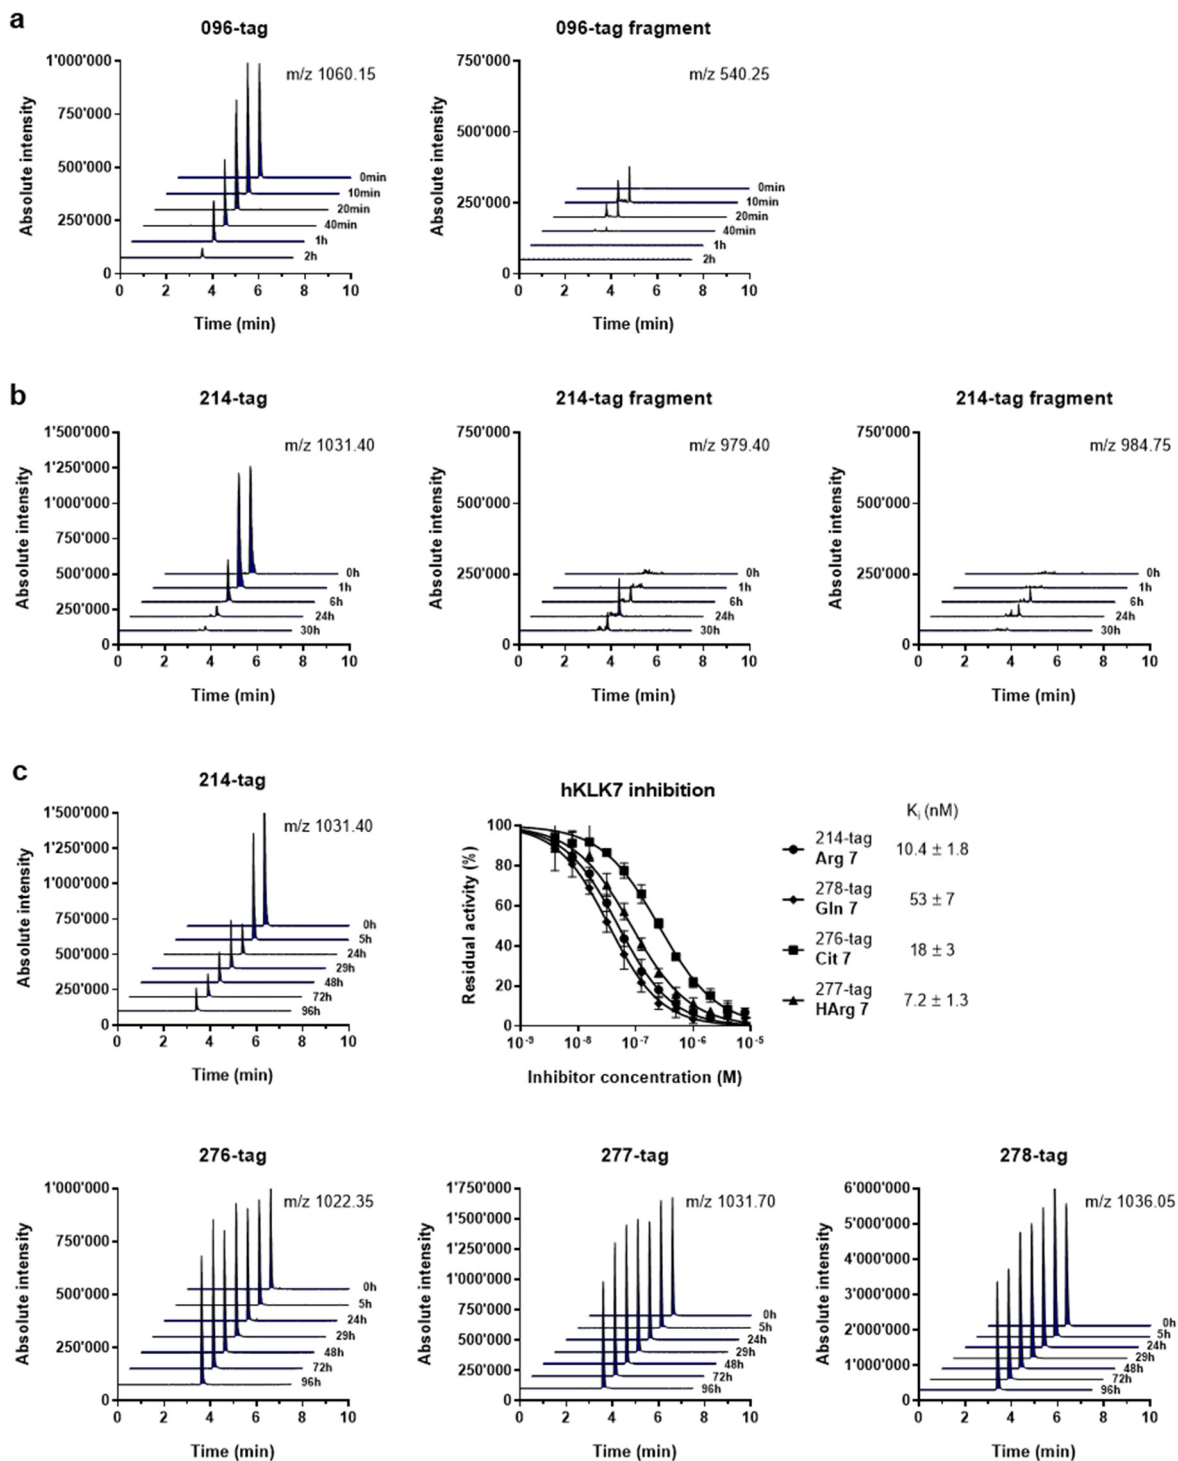 a
096-tag
096-tag fragment
Absolute intensity
1'000'000
750'000
500'000
250'000
0
m/z 1060.15
0min
10min
20min
40min
1h
2h
0 2 4 6 8 10
Time (min)
Absolute intensity
750'000
500'000
250'000
0
m/z 540.25
0min
10min
20min
40min
1h
2h
0 2 4 6 8 10
Time (min)
b
214-tag
214-tag fragment
214-tag fragment
Absolute intensity
1'500'000
1'250'000
1'000'000
750'000
500'000
250'000
0
m/z 1031.40
0h
1h
6h
24h
30h
0 2 4 6 8 10
Time (min)
Absolute intensity
750'000
500'000
250'000
0
m/z 979.40
0h
1h
6h
24h
30h
0 2 4 6 8 10
Time (min)
Absolute intensity
750'000
500'000
250'000
0
m/z 984.75
0h
1h
6h
24h
30h
0 2 4 6 8 10
Time (min)
c
214-tag
Absolute intensity
1'500'000
1'250'000
1'000'000
750'000
500'000
250'000
0
m/z 1031.40
0h
5h
24h
29h
48h
72h
96h
0 2 4 6 8 10
Time (min)
hKLK7 inhibition
Residual activity (%)
100
80
60
40
20
0
10⁻⁹ 10⁻⁸ 10⁻⁷ 10⁻⁶ 10⁻⁵
Inhibitor concentration (M)
Kᵢ (nM)
214-tag
Arg 7 10.4 ± 1.8
278-tag
Gln 7 53 ± 7
276-tag
Cit 7 18 ± 3
277-tag
HArg 7 7.2 ± 1.3
276-tag
277-tag
278-tag
Absolute intensity
1'000'000
750'000
500'000
250'000
0
m/z 1022.35
0h
5h
24h
29h
48h
72h
96h
0 2 4 6 8 10
Time (min)
Absolute intensity
1'750'000
1'500'000
1'250'000
1'000'000
750'000
500'000
250'000
0
m/z 1031.70
0h
5h
24h
29h
48h
72h
96h
0 2 4 6 8 10
Time (min)
Absolute intensity
6'000'000
5'000'000
4'000'000
3'000'000
2'000'000
1'000'000
0
m/z 1036.05
0h
5h
24h
29h
48h
72h
96h
0 2 4 6 8 10
Time (min)